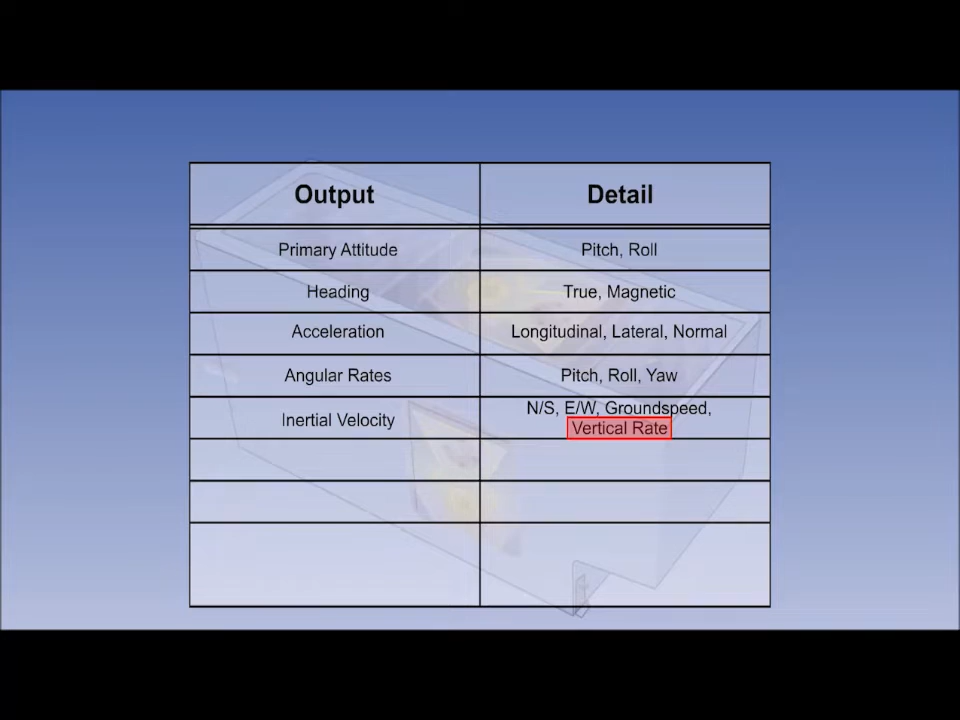 Output Detail
Primary Attitude Pitch, Roll
Heading True, Magnetic
Acceleration Longitudinal, Lateral, Normal
Angular Rates Pitch, Roll, Yaw
Inertial Velocity N/S, E/W, Groundspeed,
Vertical Rate